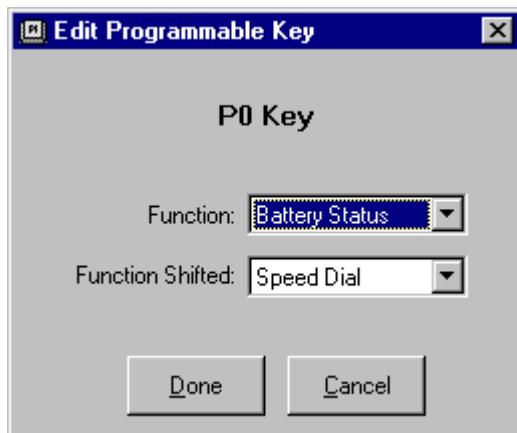 Edit Programmable Key
P0 Key
Function: Battery Status
Function Shifted: Speed Dial
Done Cancel